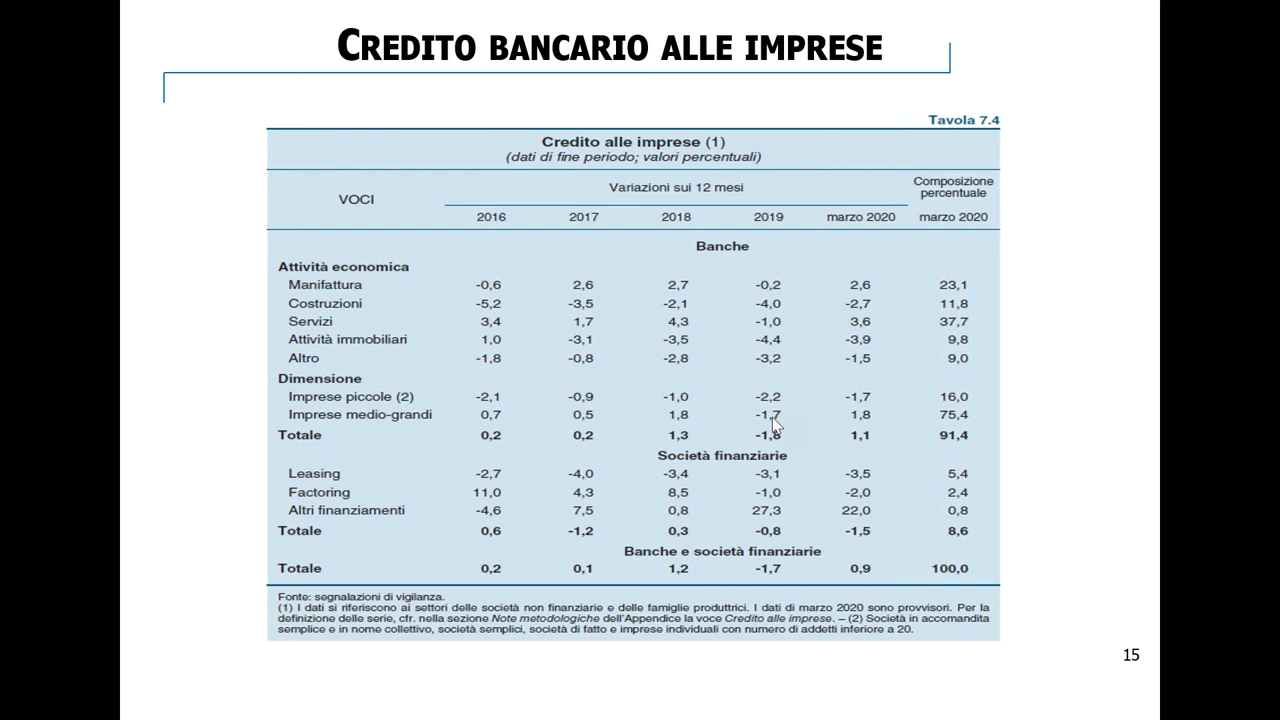 CREDITO BANCARIO ALLE IMPRESE
Tavola 7.4
Credito alle imprese (1)
(dati di fine periodo; valori percentuali)
VOCI Variazioni sui 12 mesi Composizione percentuale
2016 2017 2018 2019 marzo 2020 marzo 2020
Banche
Attività economica
Manifattura -0,6 2,6 2,7 -0,2 2,6 23,1
Costruzioni -5,2 -3,5 -2,1 -4,0 -2,7 11,8
Servizi 3,4 1,7 4,3 -1,0 3,6 37,7
Attività immobiliari 1,0 -3,1 -3,5 -4,4 -3,9 9,8
Altro -1,8 -0,8 -2,8 -3,2 -1,5 9,0
Dimensione
Imprese piccole (2) -2,1 -0,9 -1,0 -2,2 -1,7 16,0
Imprese medio-grandi 0,7 0,5 1,8 -1,7 1,8 75,4
Totale 0,2 0,2 1,3 -1,8 1,1 91,4
Società finanziarie
Leasing -2,7 -4,0 -3,4 -3,1 -3,5 5,4
Factoring 11,0 4,3 8,5 -1,0 -2,0 2,4
Altri finanziamenti -4,6 7,5 0,8 27,3 22,0 0,8
Totale 0,6 -1,2 0,3 -0,8 -1,5 8,6
Banche e società finanziarie
Totale 0,2 0,1 1,2 -1,7 0,9 100,0
Fonte: segnalazioni di vigilanza.
(1) I dati si riferiscono ai settori delle società non finanziarie e delle famiglie produttrici. I dati di marzo 2020 sono provvisori. Per la
definizione delle serie, cfr. nella sezione Note metodologiche dell'Appendice la voce Credito alle imprese. – (2) Società in accomandita
semplice e in nome collettivo, società semplici, società di fatto e imprese individuali con numero di addetti inferiore a 20.
15